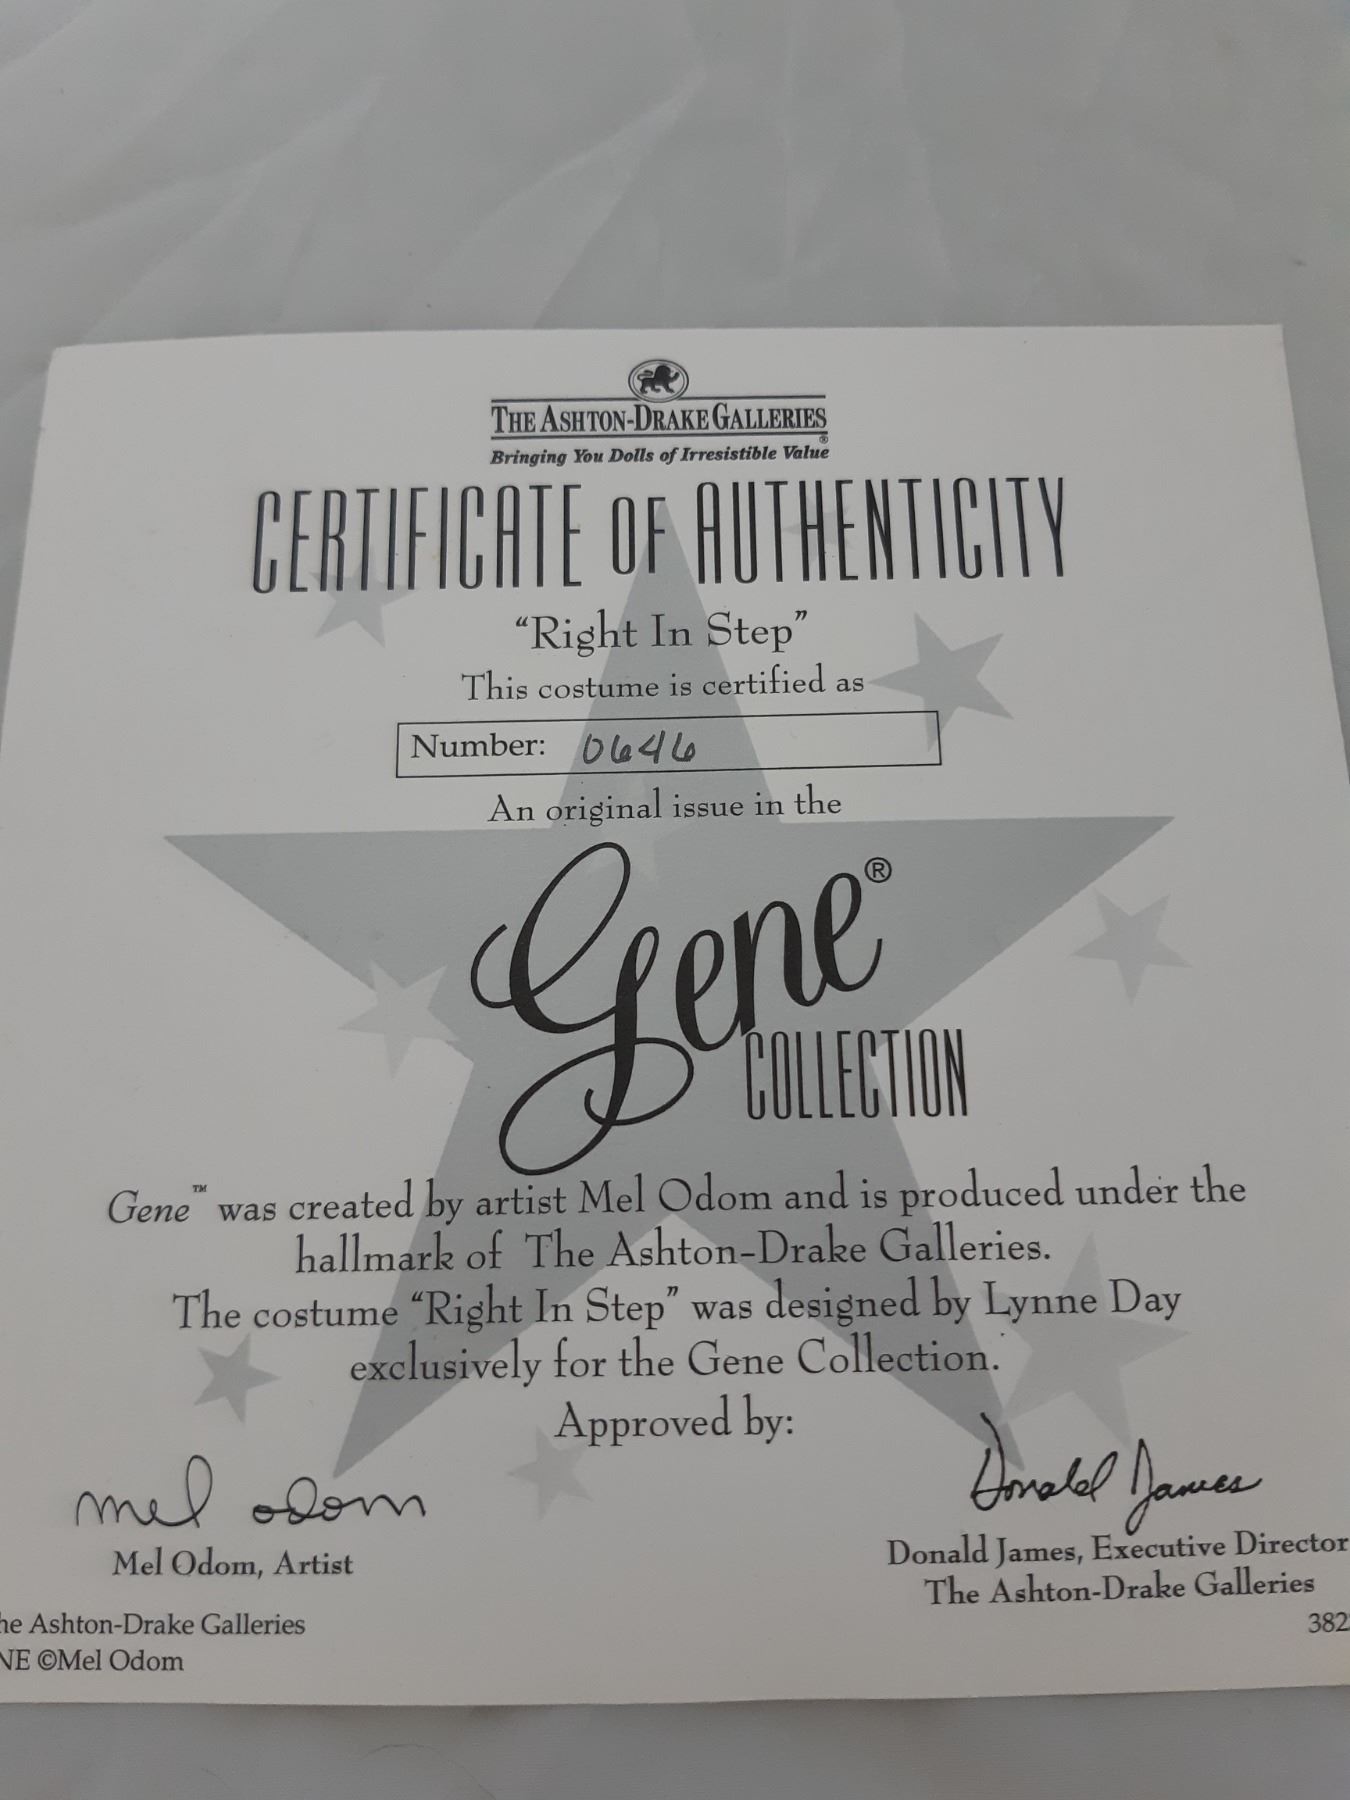 THE ASHTON-DRAKE GALLERIES
®
Bringing You Dolls of Irresistible Value
CERTIFICATE OF AUTHENTICITY
“Right In Step”
This costume is certified as
Number: 0646
An original issue in the
Gene®
COLLECTION
Gene™ was created by artist Mel Odom and is produced under the
hallmark of The Ashton-Drake Galleries.
The costume “Right In Step” was designed by Lynne Day
exclusively for the Gene Collection.
Approved by:
mel odom Donald James
Mel Odom, Artist Donald James, Executive Director
The Ashton-Drake Galleries
he Ashton-Drake Galleries 382
NE ©Mel Odom